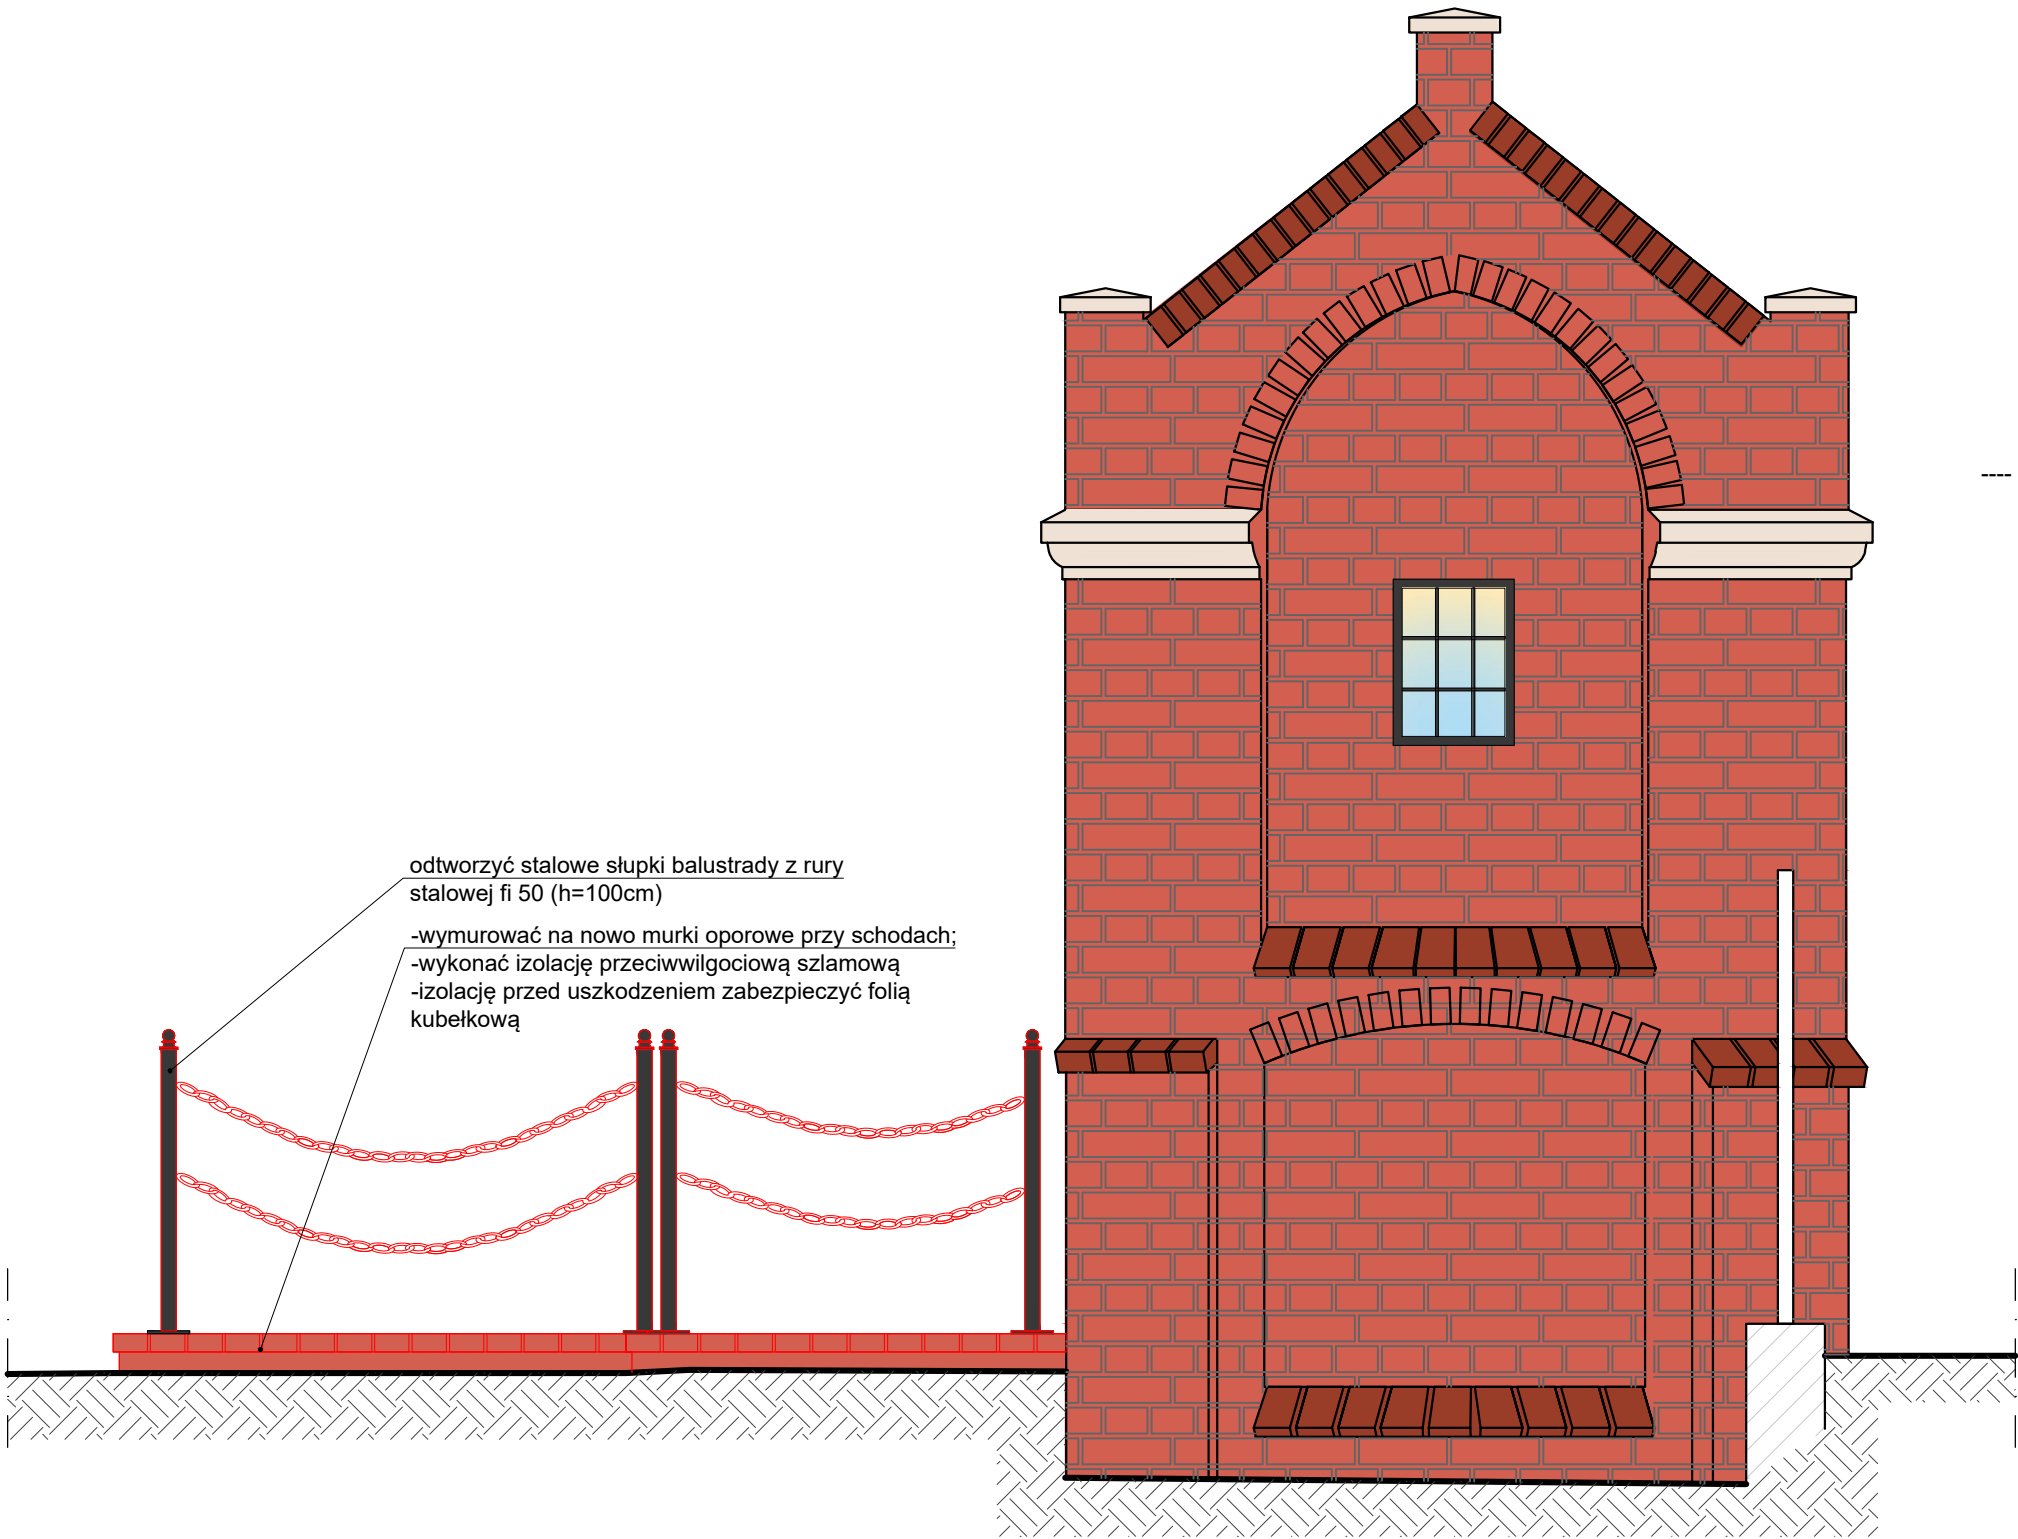 odtworzyć stalowe słupki balustrady z rury
stalowej fi 50 (h=100cm)
-wymurować na nowo murki oporowe przy schodach;
-wykonać izolację przeciwwilgociową szlamową
-izolację przed uszkodzeniem zabezpieczyć folią
kubełkową